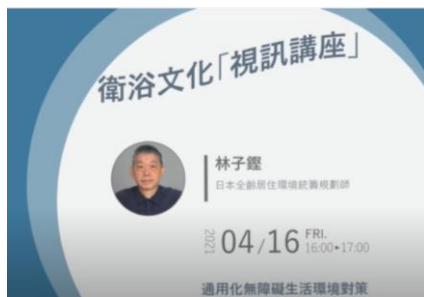 衛浴文化「視訊講座」
林子鏗
日本全齡居住環境統籌規劃師
2021 04/16 FRI. 16:00▸17:00
通用化無障礙生活環境對策